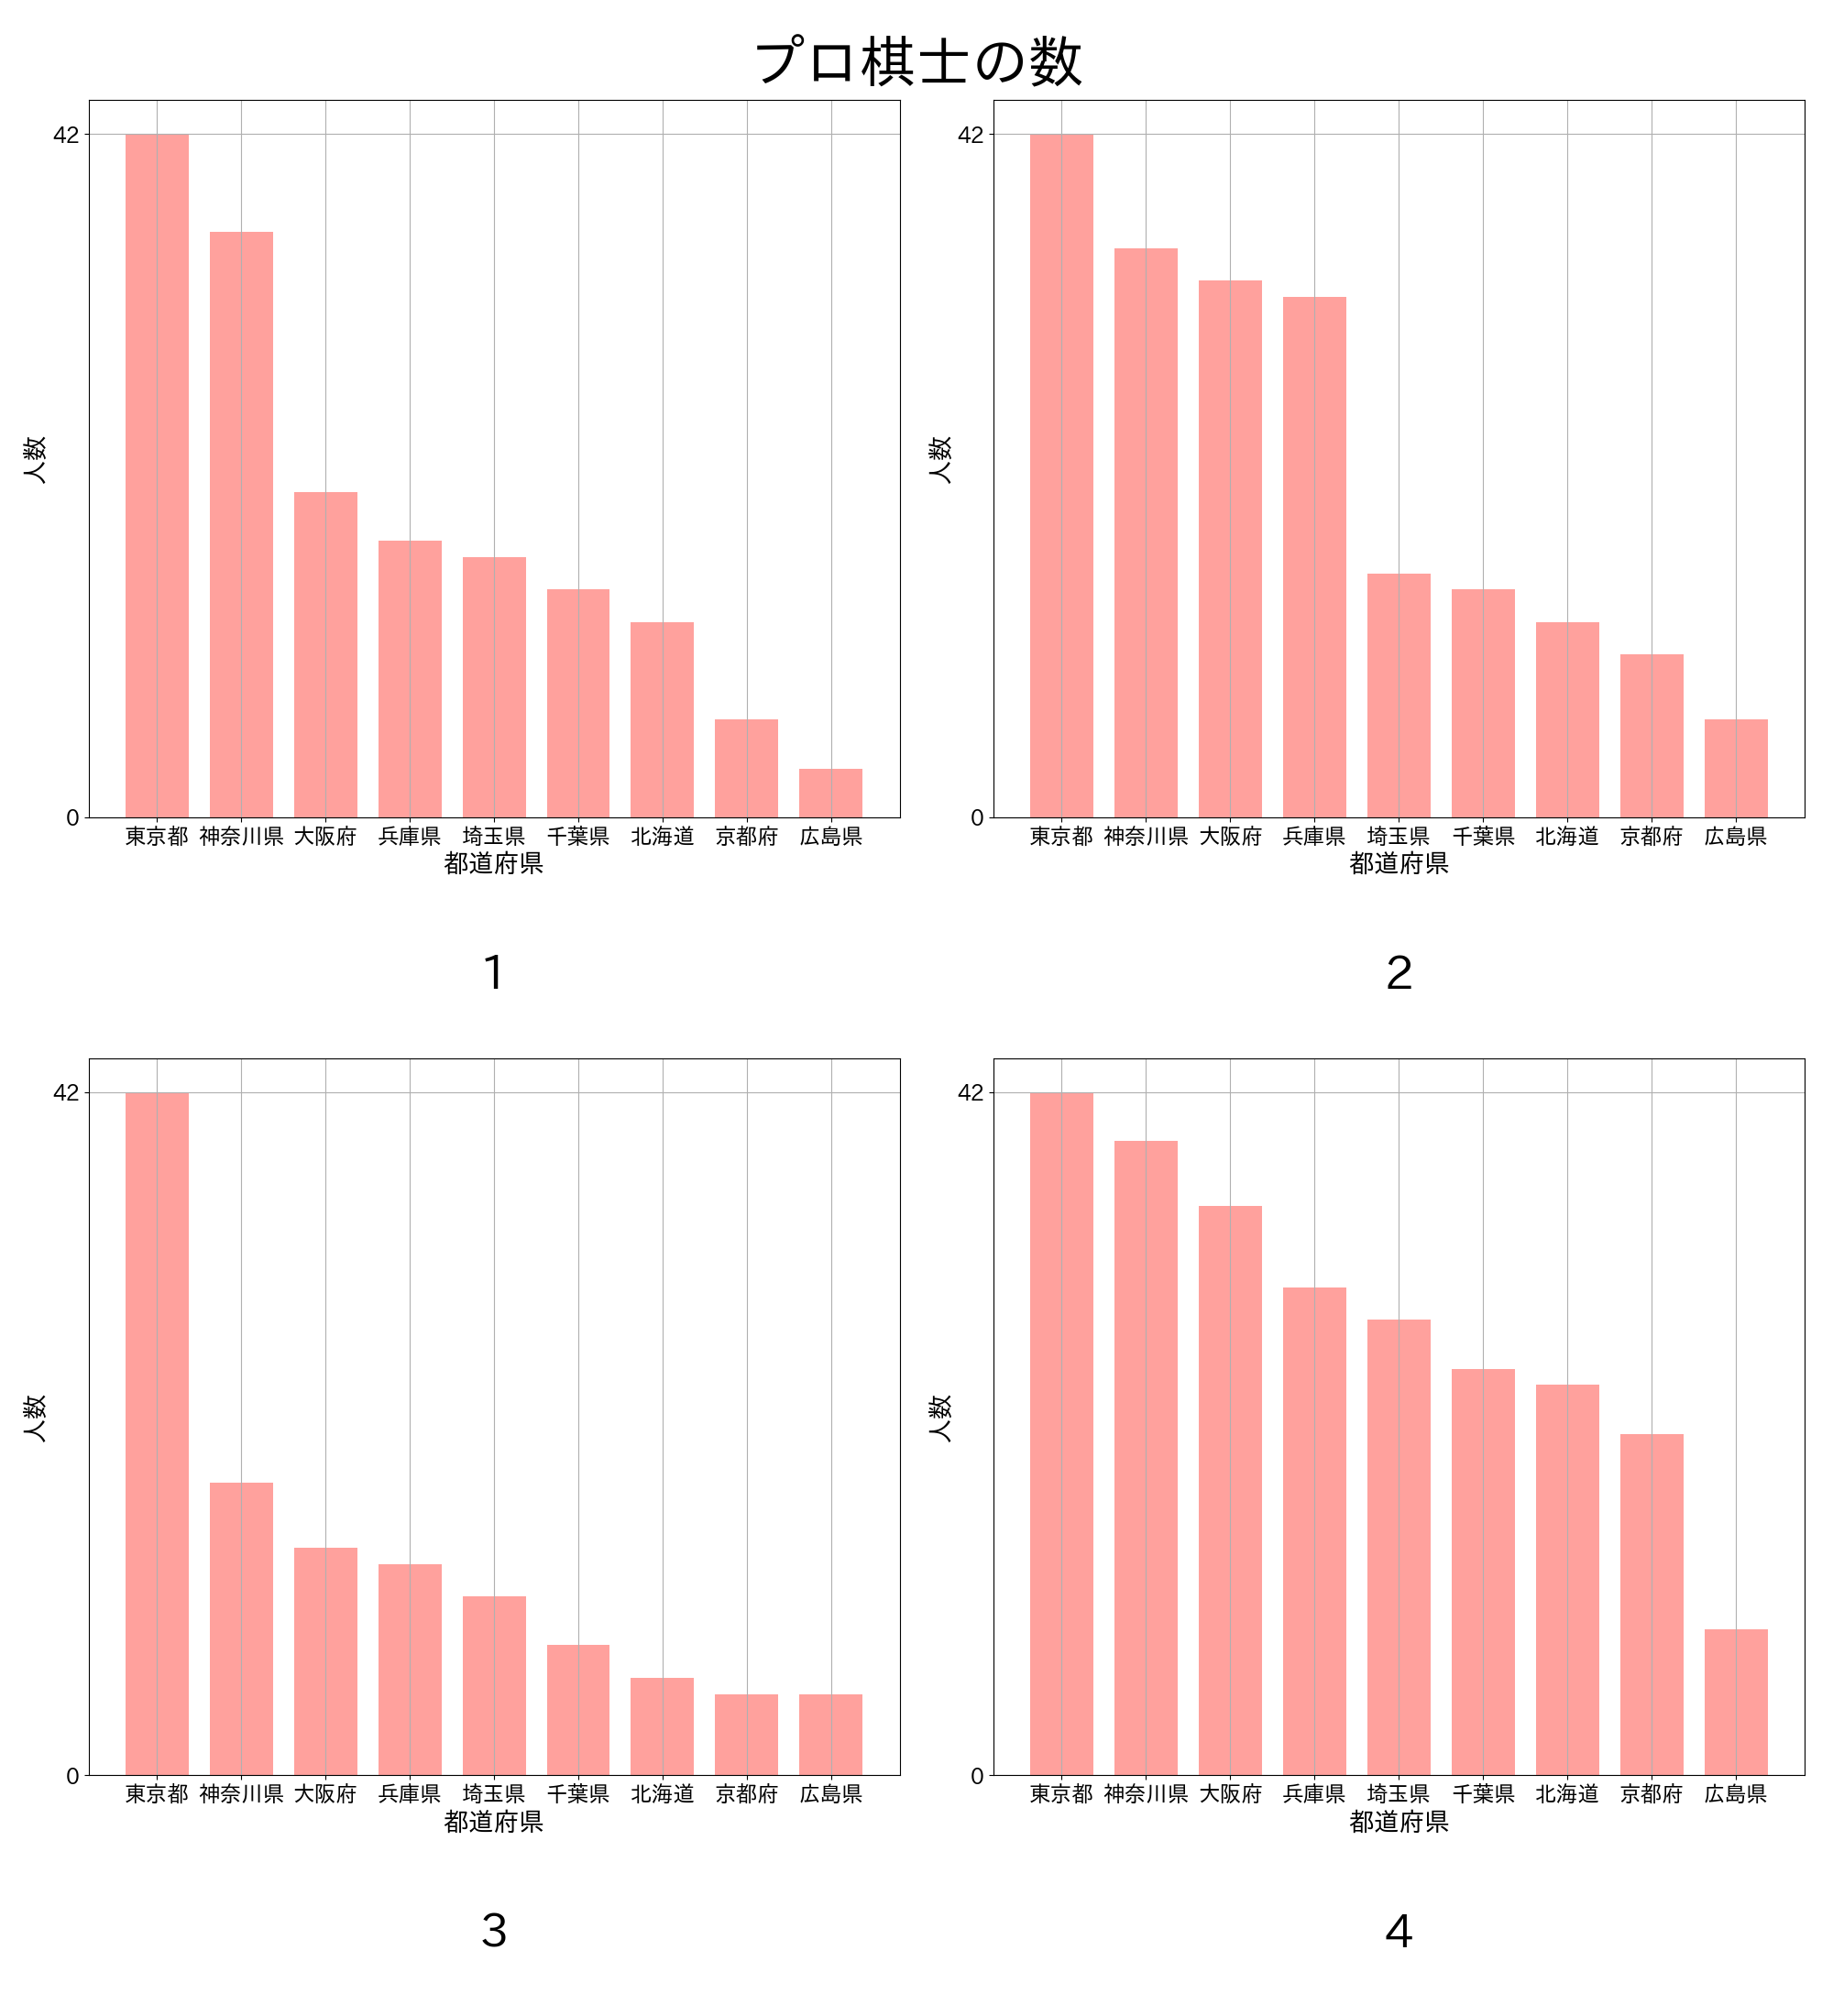 プロ棋士の数
42
0
人数
東京都 神奈川県 大阪府 兵庫県 埼玉県 千葉県 北海道 京都府 広島県
都道府県
1
42
0
人数
東京都 神奈川県 大阪府 兵庫県 埼玉県 千葉県 北海道 京都府 広島県
都道府県
2
42
0
人数
東京都 神奈川県 大阪府 兵庫県 埼玉県 千葉県 北海道 京都府 広島県
都道府県
3
42
0
人数
東京都 神奈川県 大阪府 兵庫県 埼玉県 千葉県 北海道 京都府 広島県
都道府県
4